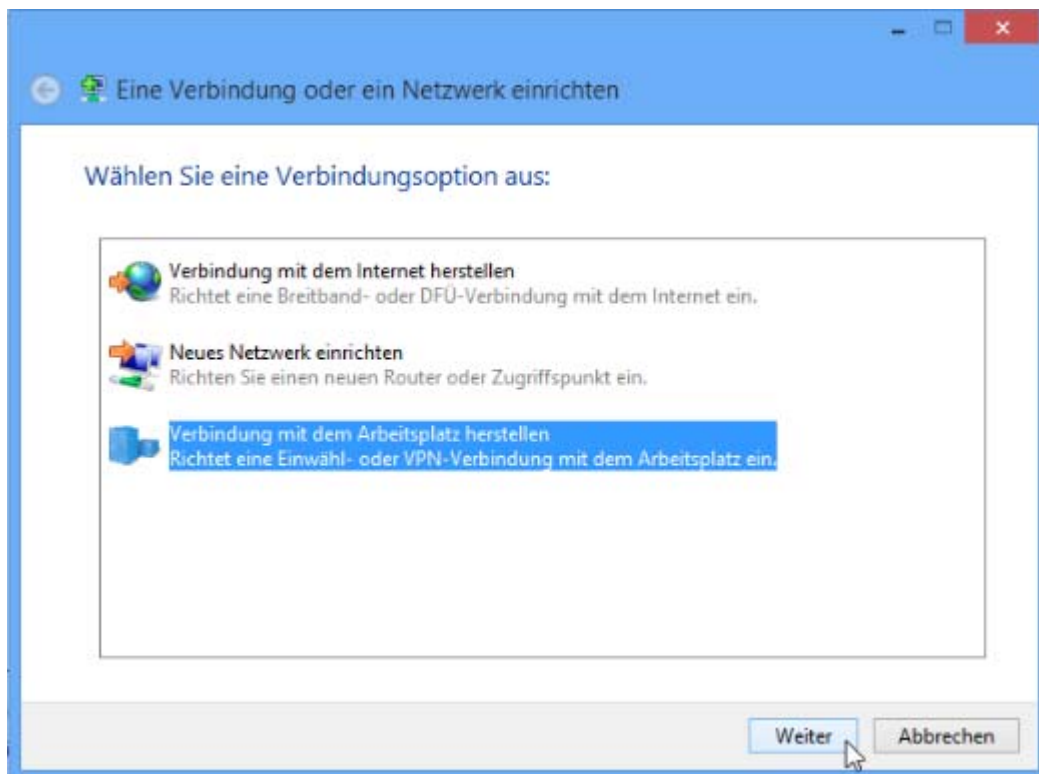 Eine Verbindung oder ein Netzwerk einrichten
Wählen Sie eine Verbindungsoption aus:
Verbindung mit dem Internet herstellen
Richtet eine Breitband- oder DFÜ-Verbindung mit dem Internet ein.
Neues Netzwerk einrichten
Richten Sie einen neuen Router oder Zugriffspunkt ein.
Verbindung mit dem Arbeitsplatz herstellen
Richtet eine Einwähl- oder VPN-Verbindung mit dem Arbeitsplatz ein.
Weiter Abbrechen